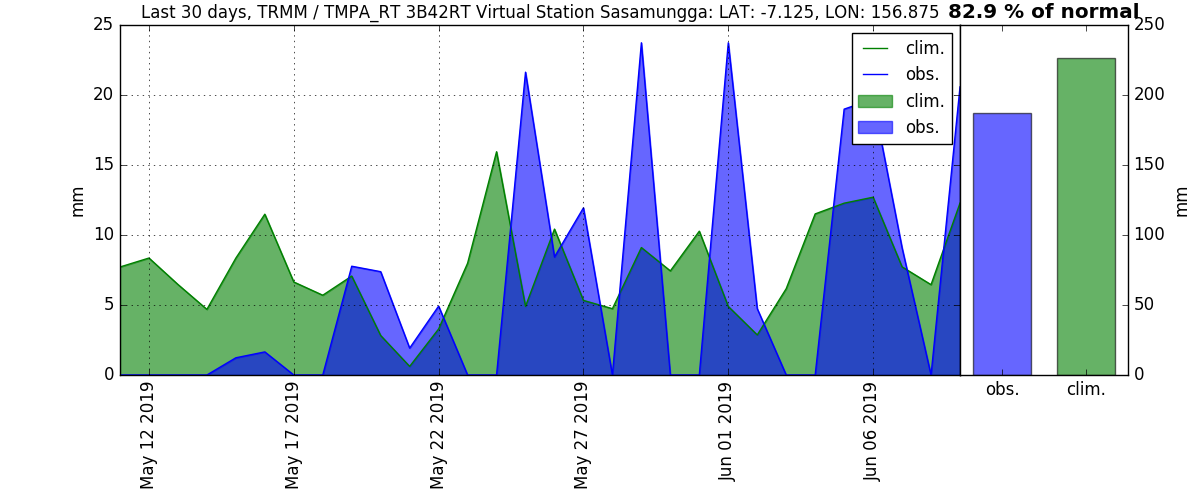 Last 30 days, TRMM / TMPA_RT 3B42RT Virtual Station Sasamungga: LAT: -7.125, LON: 156.875
82.9 % of normal
25
20
15
10
5
0
mm
clim.
obs.
clim.
obs.
May 12 2019
May 17 2019
May 22 2019
May 27 2019
Jun 01 2019
Jun 06 2019
250
200
150
100
50
0
mm
obs.
clim.